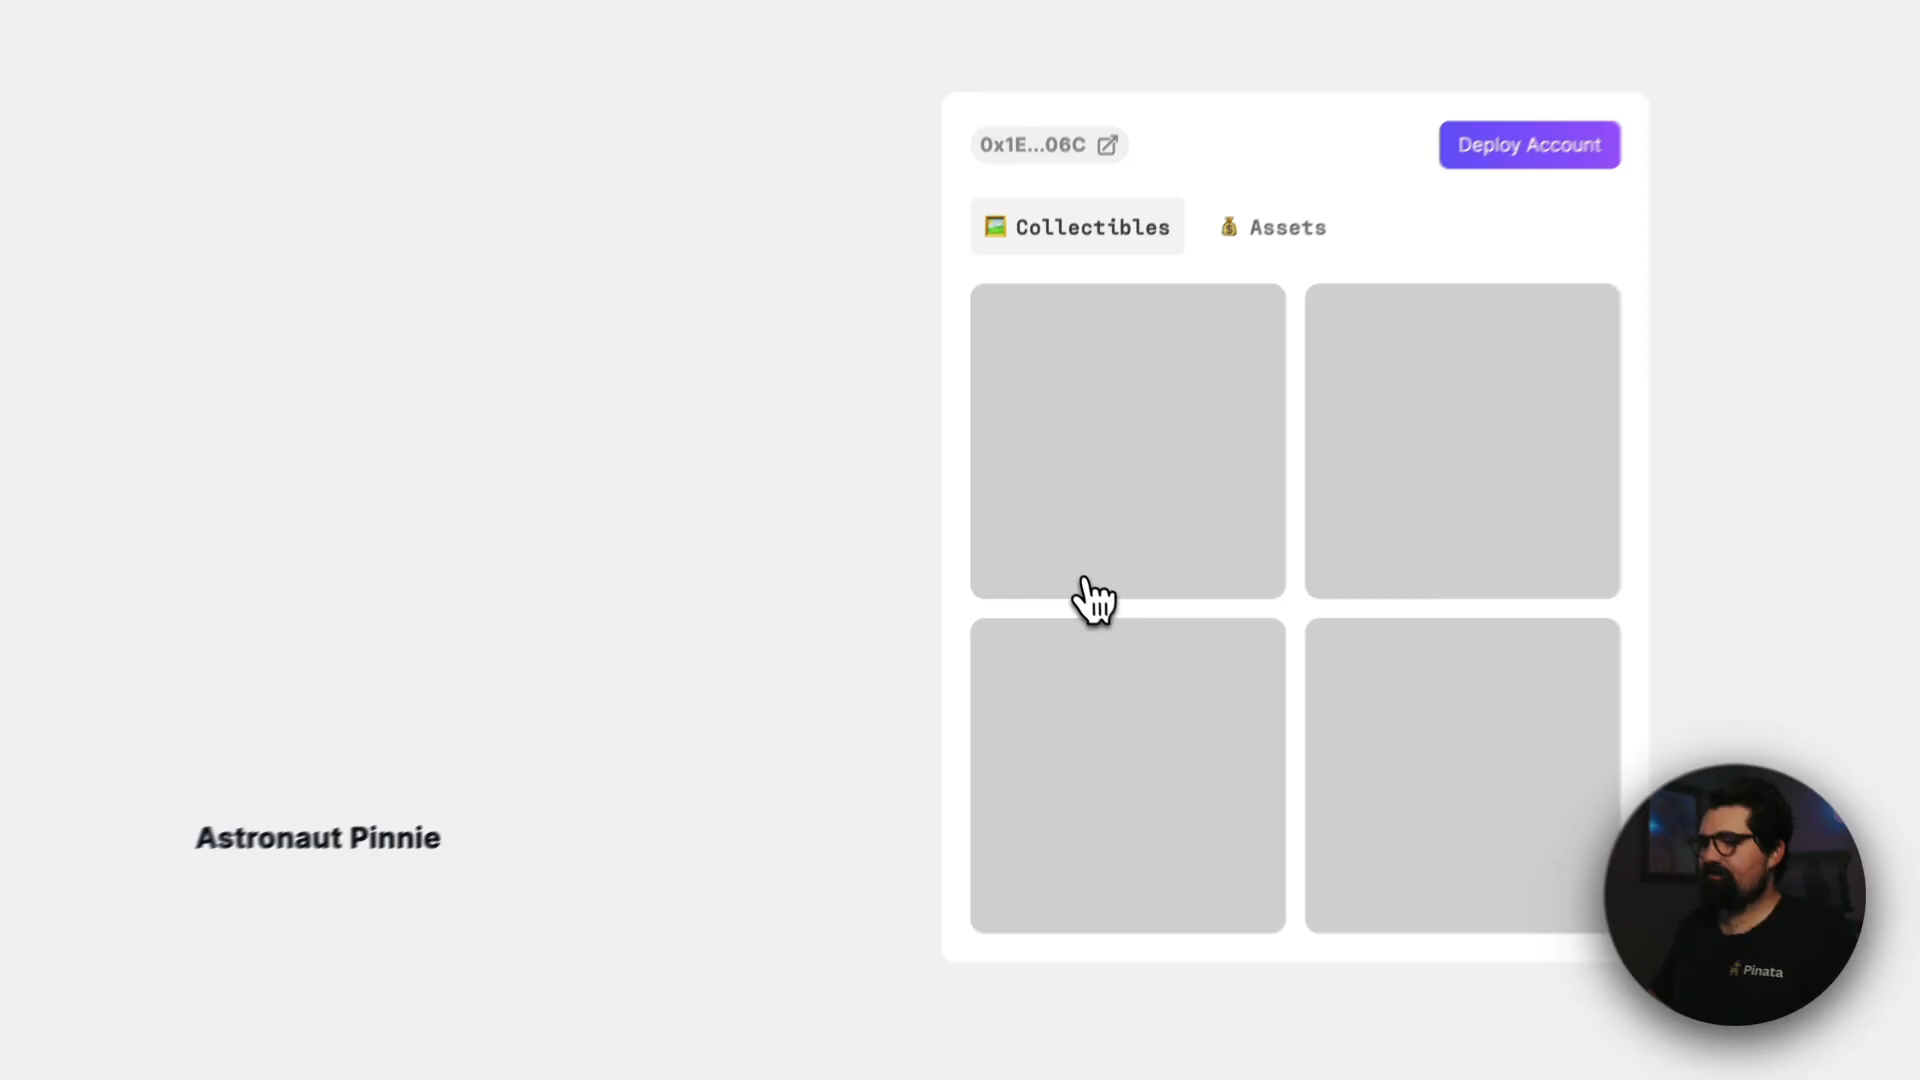 0x1E...06C
Deploy Account
Collectibles
Assets
Astronaut Pinnie
Pinata